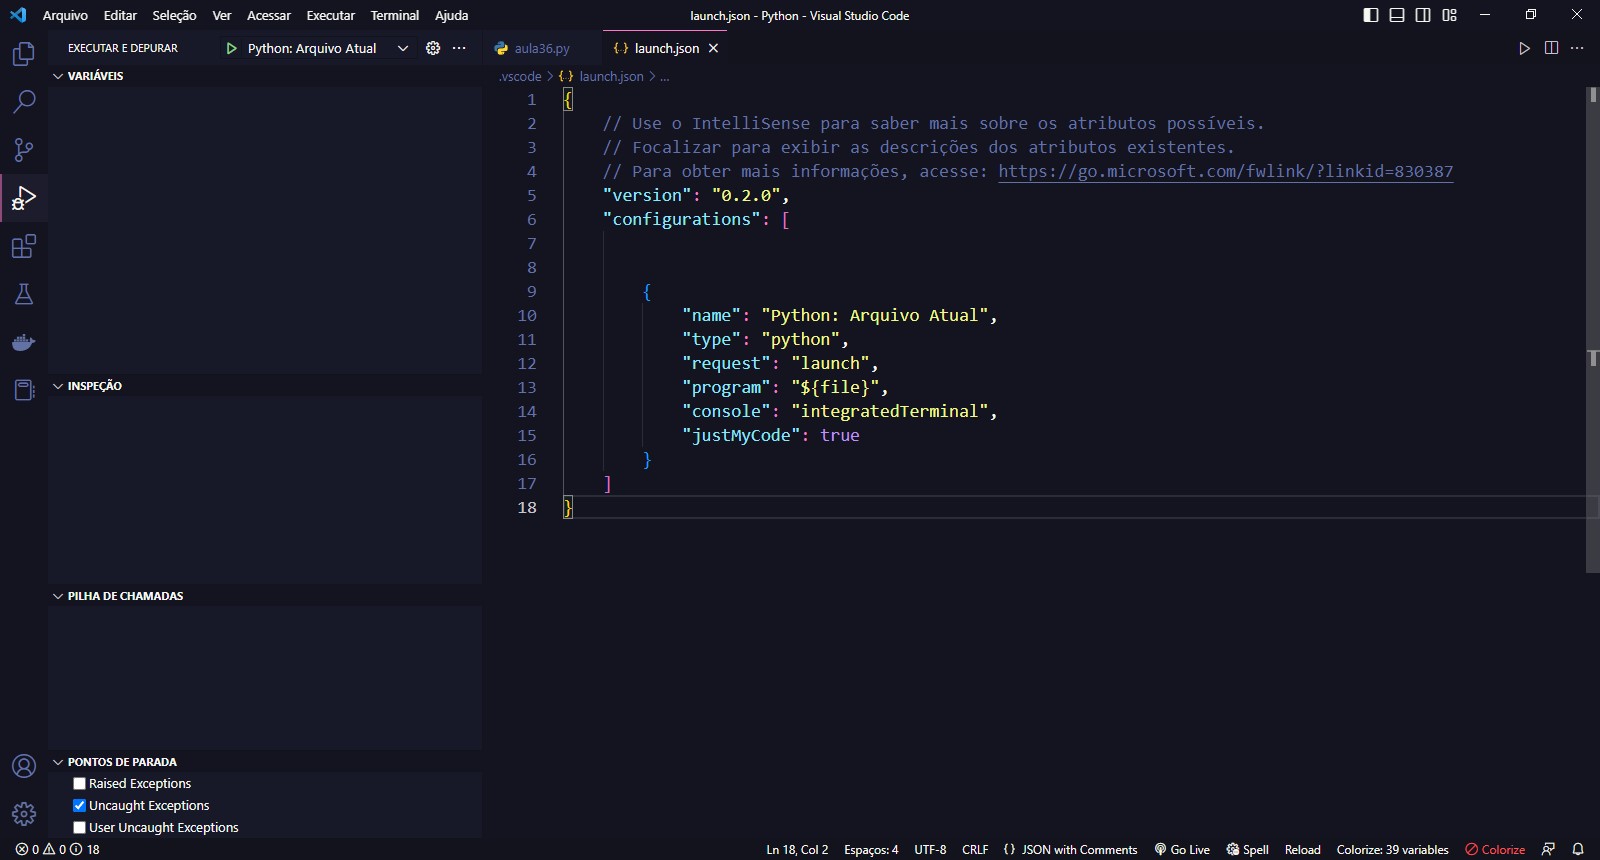 Arquivo Editar Seleção Ver Acessar Executar Terminal Ajuda
launch.json - Python - Visual Studio Code
EXECUTAR E DEPURAR Python: Arquivo Atual
aula36.py
launch.json
VARIÁVEIS
INSPEÇÃO
PILHA DE CHAMADAS
PONTOS DE PARADA
Raised Exceptions
Uncaught Exceptions
User Uncaught Exceptions
.vscode > {} launch.json > ...
1 {
2 // Use o IntelliSense para saber mais sobre os atributos possíveis.
3 // Focalizar para exibir as descrições dos atributos existentes.
4 // Para obter mais informações, acesse: https://go.microsoft.com/fwlink/?linkid=830387
5 "version": "0.2.0",
6 "configurations": [
7
8
9 {
10 "name": "Python: Arquivo Atual",
11 "type": "python",
12 "request": "launch",
13 "program": "${file}",
14 "console": "integratedTerminal",
15 "justMyCode": true
16 }
17 ]
18 }
0 0 18
Ln 18, Col 2 Espaços: 4 UTF-8 CRLF {} JSON with Comments Go Live Spell Reload Colorize: 39 variables Colorize